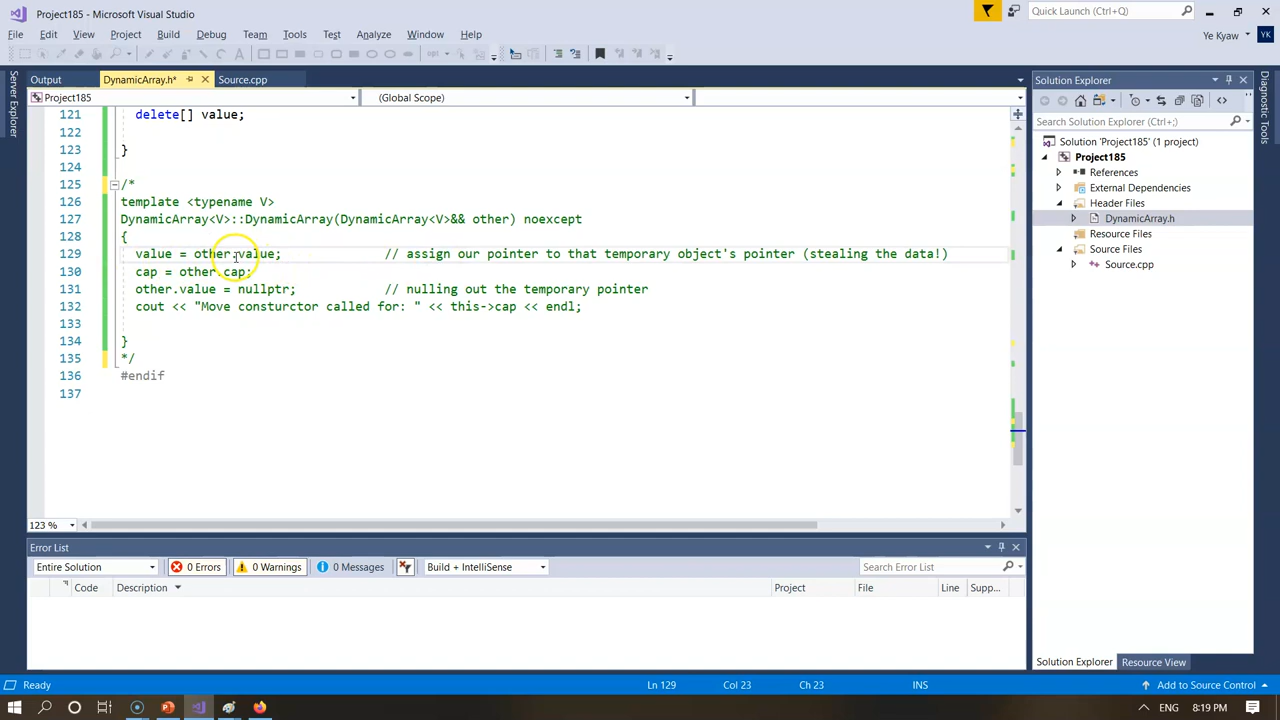 Project185 - Microsoft Visual Studio
Quick Launch (Ctrl+Q)
File Edit View Project Build Debug Team Tools Test Analyze Window Help
Ye Kyaw YK
Server Explorer
Output DynamicArray.h* Source.cpp
Project185 (Global Scope)
121 delete[] value;
122
123 }
124
125 /*
126 template <typename V>
127 DynamicArray<V>::DynamicArray(DynamicArray<V>&& other) noexcept
128 {
129 value = other.value; // assign our pointer to that temporary object's pointer (stealing the data!)
130 cap = other.cap;
131 other.value = nullptr; // nulling out the temporary pointer
132 cout << "Move consturctor called for: " << this->cap << endl;
133
134 }
135 */
136 #endif
137
123 %
Solution Explorer
Search Solution Explorer (Ctrl+;)
Solution 'Project185' (1 project)
Project185
References
External Dependencies
Header Files
DynamicArray.h
Resource Files
Source Files
Source.cpp
Solution Explorer Resource View
Diagnostic Tools
Error List
Entire Solution 0 Errors 0 Warnings 0 Messages Build + IntelliSense Search Error List
Code Description Project File Line Supp...
Ready Ln 129 Col 23 Ch 23 INS Add to Source Control
ENG 8:19 PM